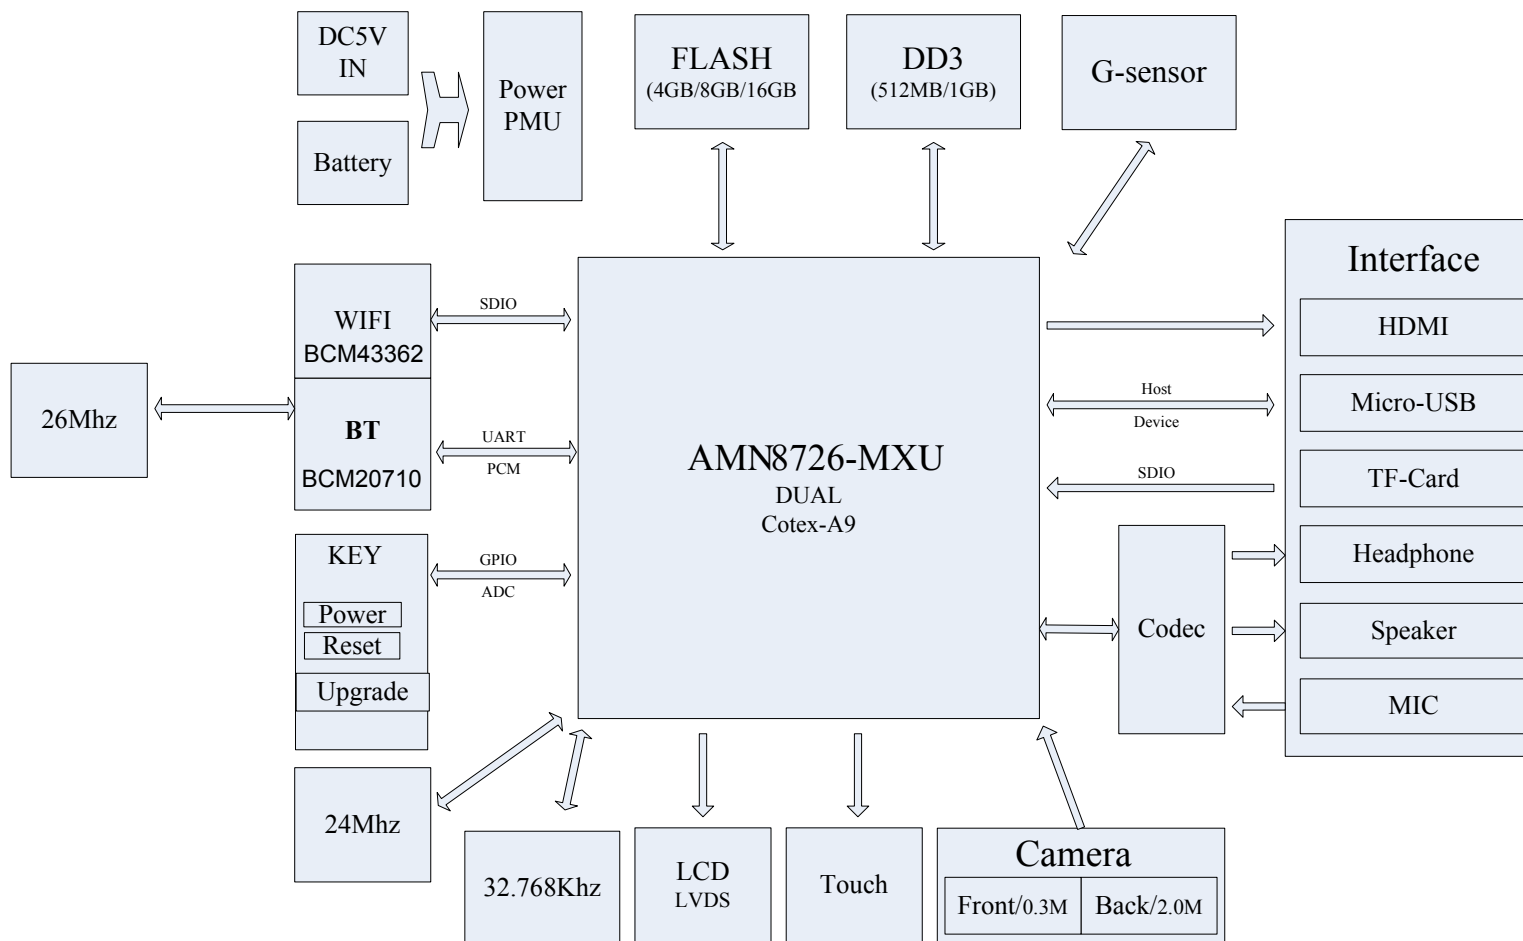 DC5V
IN
Battery
Power
PMU
FLASH
(4GB/8GB/16GB
DD3
(512MB/1GB)
G-sensor
WIFI
BCM43362
BT
BCM20710
26Mhz
SDIO
UART
PCM
KEY
Power
Reset
Upgrade
GPIO
ADC
AMN8726-MXU
DUAL
Cotex-A9
Interface
HDMI
Micro-USB
TF-Card
Headphone
Speaker
MIC
Host
Device
SDIO
Codec
24Mhz
32.768Khz
LCD
LVDS
Touch
Camera
Front/0.3M
Back/2.0M